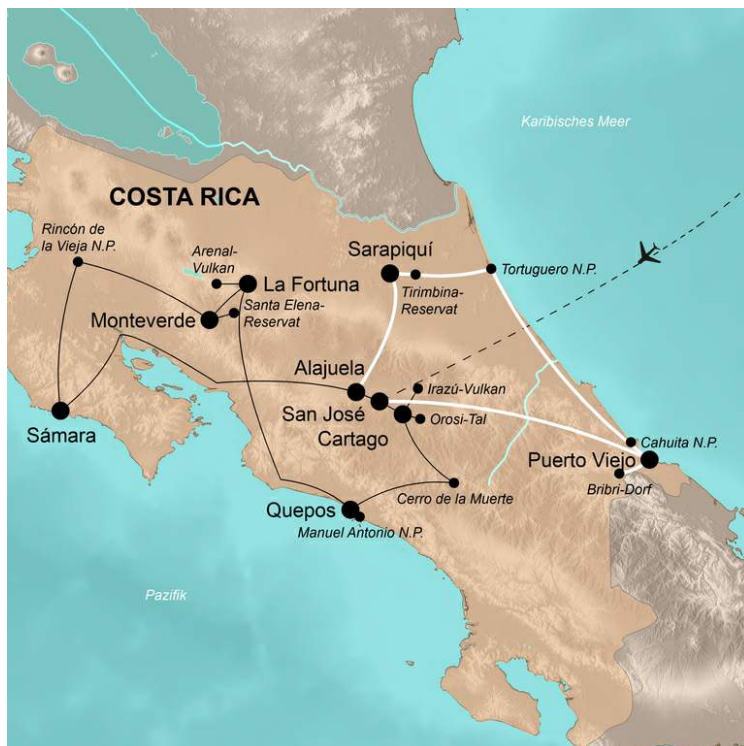 Karibisches Meer
COSTA RICA
Rincón de
la Vieja N.P.
Arenal-
Vulkan
Sarapiquí
Tortuguero N.P.
La Fortuna
Tirimbina-
Reservat
Santa Elena-
Reservat
Monteverde
Alajuela
Irazú-Vulkan
Sámara
San José
Orosi-Tal
Cartago
Cahuita N.P.
Puerto Viejo
Bribri-Dorf
Cerro de la Muerte
Quepos
Manuel Antonio N.P.
Pazifik